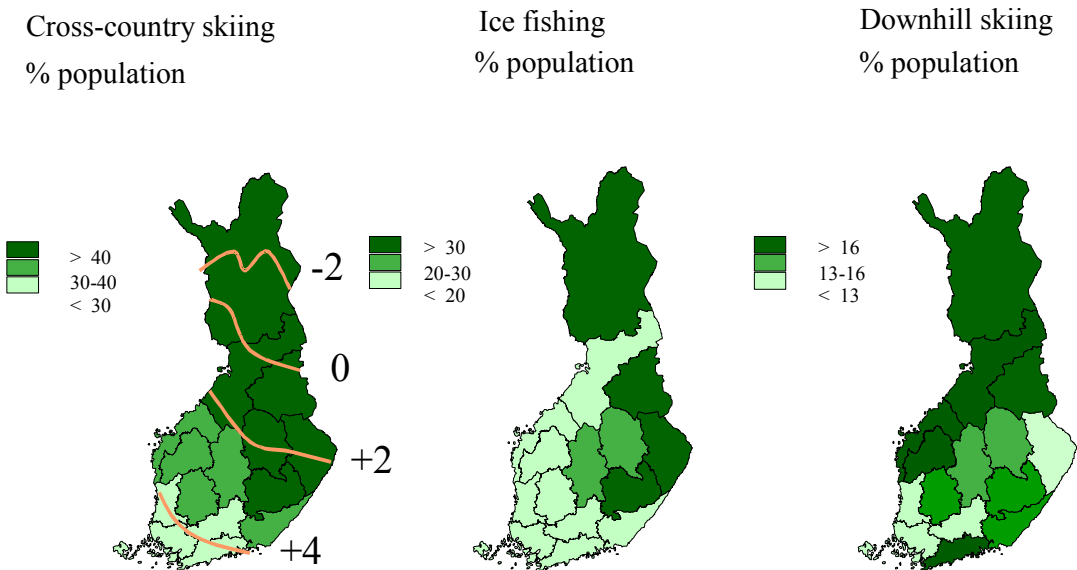 Cross-country skiing
% population
> 40
30-40
< 30
-2
0
+2
+4
Ice fishing
% population
> 30
20-30
< 20
Downhill skiing
% population
> 16
13-16
< 13